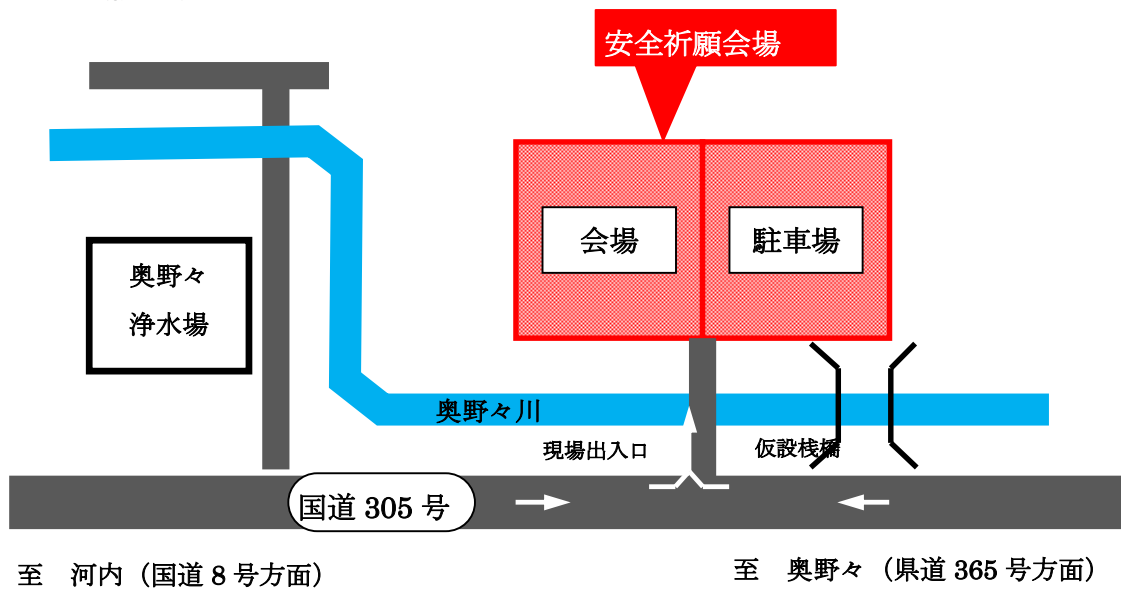 安全祈願会場
会場
駐車場
奥野々
浄水場
奥野々川
現場出入口
仮設桟橋
国道 305 号
至　河内（国道 8 号方面）
至　奥野々（県道 365 号方面）